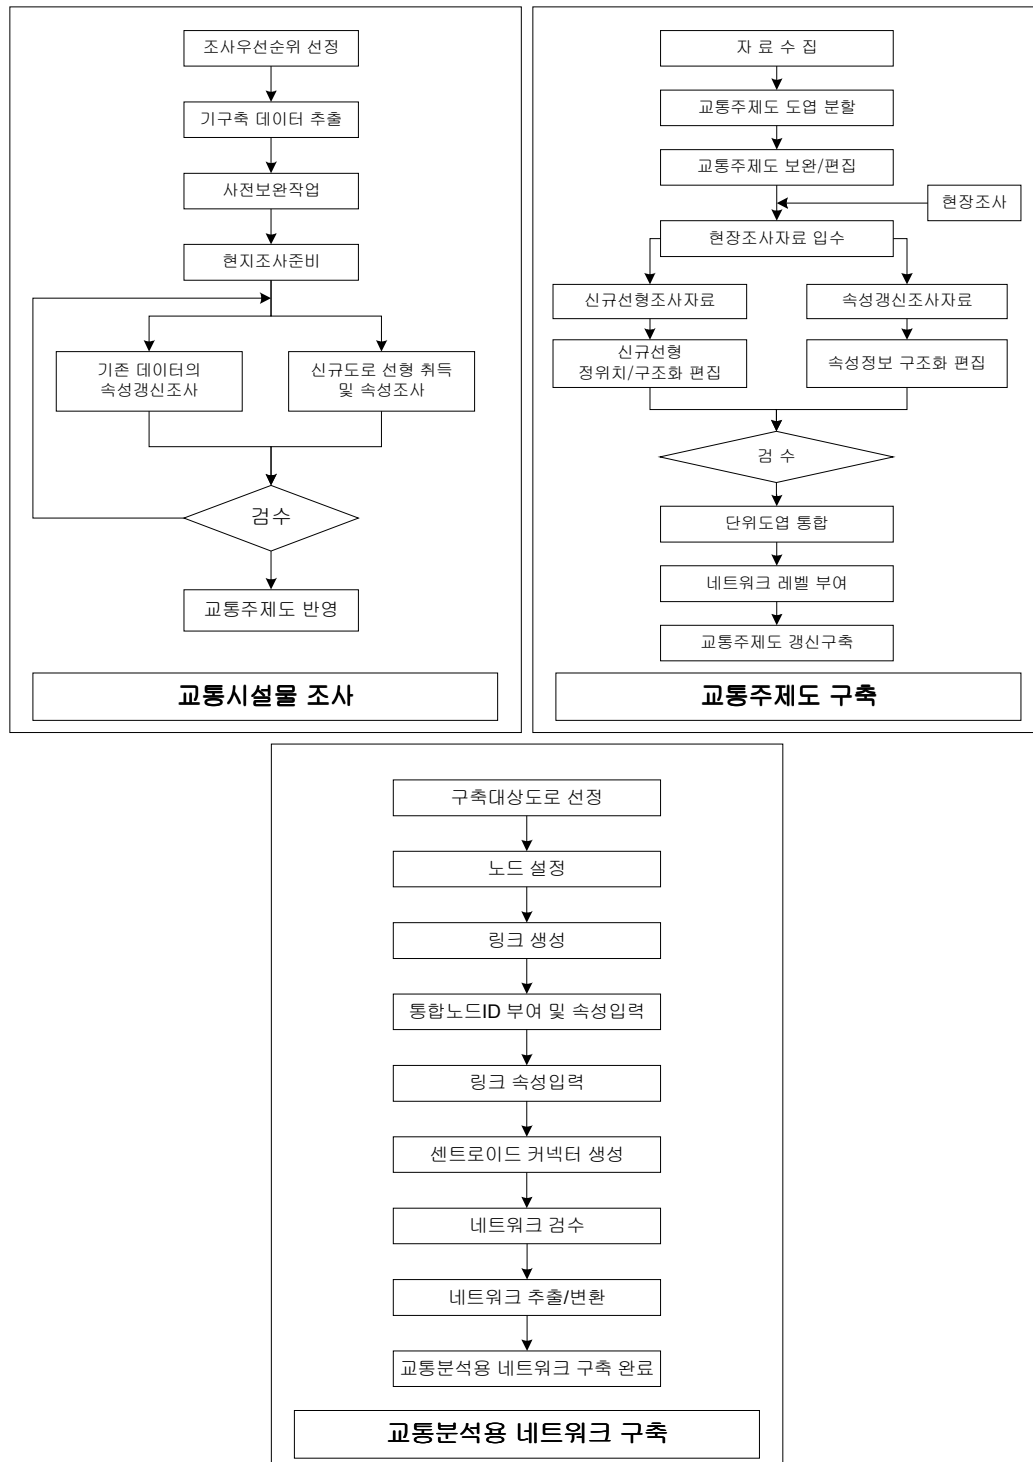 조사우선순위 선정
기구축 데이터 추출
사전보완작업
현지조사준비
기존 데이터의
속성갱신조사
신규도로 선형 취득
및 속성조사
검수
교통주제도 반영
교통시설물 조사
자 료 수 집
교통주제도 도엽 분할
교통주제도 보완/편집
현장조사
현장조사자료 입수
신규선형조사자료
속성갱신조사자료
신규선형
정위치/구조화 편집
속성정보 구조화 편집
검 수
단위도엽 통합
네트워크 레벨 부여
교통주제도 갱신구축
교통주제도 구축
구축대상도로 선정
노드 설정
링크 생성
통합노드ID 부여 및 속성입력
링크 속성입력
센트로이드 커넥터 생성
네트워크 검수
네트워크 추출/변환
교통분석용 네트워크 구축 완료
교통분석용 네트워크 구축